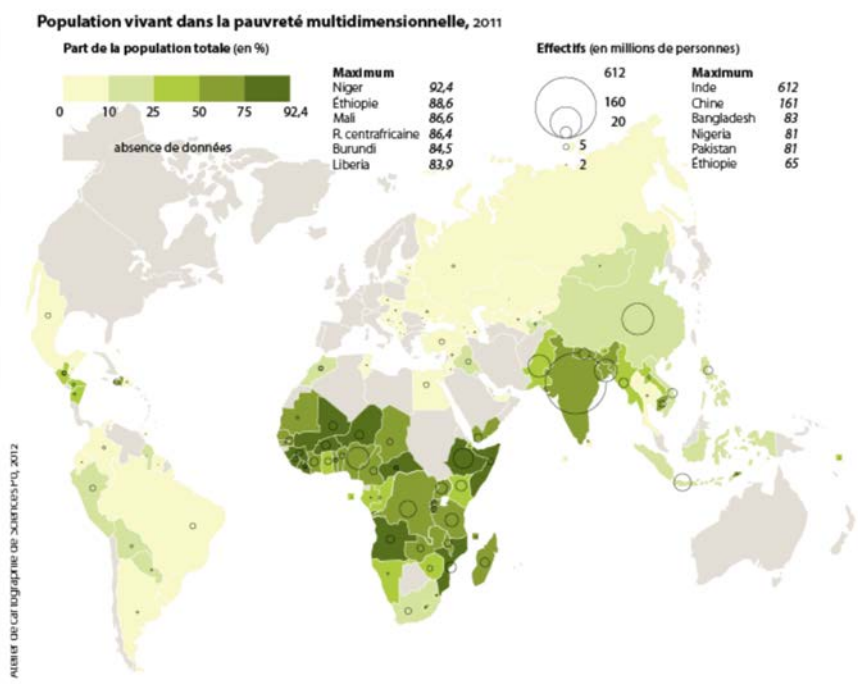 Population vivant dans la pauvreté multidimensionnelle, 2011
Part de la population totale (en %)
0 10 25 50 75 92,4
absence de données
Maximum
Niger 92,4
Éthiopie 88,6
Mali 86,6
R. centrafricaine 86,4
Burundi 84,5
Liberia 83,9
Effectifs (en millions de personnes)
612
160
20
5
2
Maximum
Inde 612
Chine 161
Bangladesh 83
Nigeria 81
Pakistan 81
Éthiopie 65
Atelier de cartographie de Sciences Po, 2012